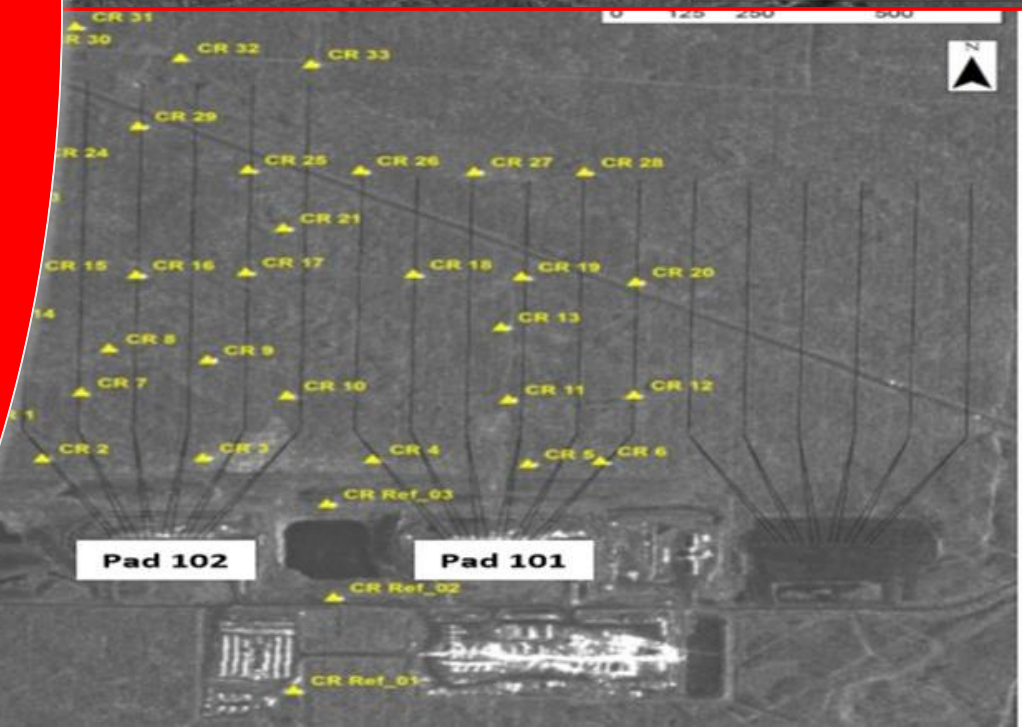 0 125 250 500
CR 31
R 30
CR 32
CR 33
N
CR 29
CR 24
CR 25
CR 26
CR 27
CR 28
CR 21
CR 15
CR 16
CR 17
CR 18
CR 19
CR 20
14
CR 13
CR 8
CR 9
CR 7
CR 10
CR 11
CR 12
1
CR 2
CR 3
CR 4
CR 5
CR 6
CR Ref_03
Pad 102
Pad 101
CR Ref_02
CR Ref_01